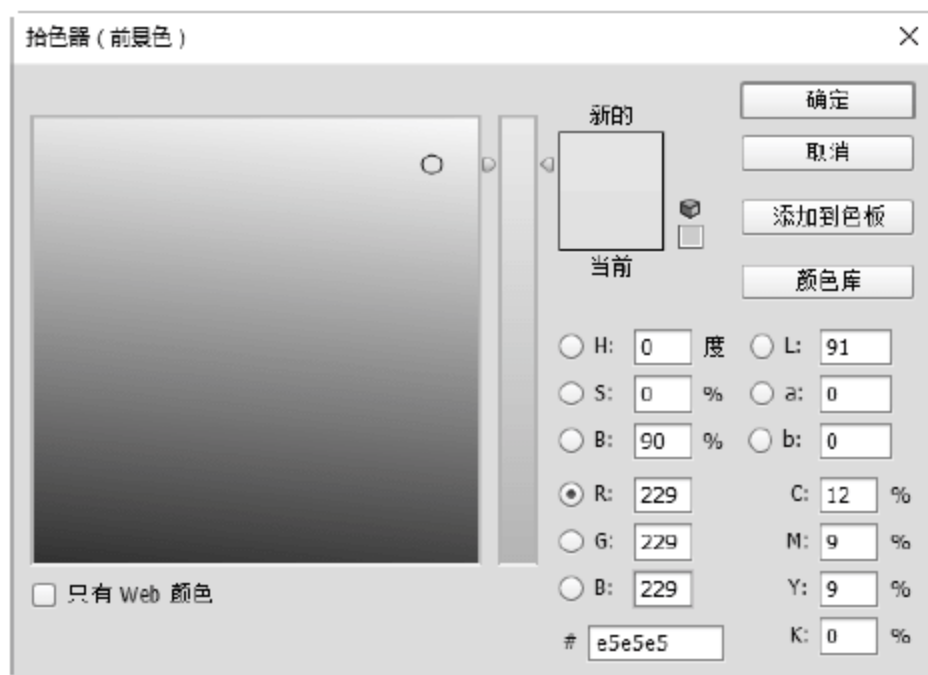 拾色器（前景色）
新的
当前
确定
取消
添加到色板
颜色库
H: 0 度 L: 91
S: 0 % a: 0
B: 90 % b: 0
R: 229 C: 12 %
G: 229 M: 9 %
B: 229 Y: 9 %
# e5e5e5 K: 0 %
只有 Web 颜色